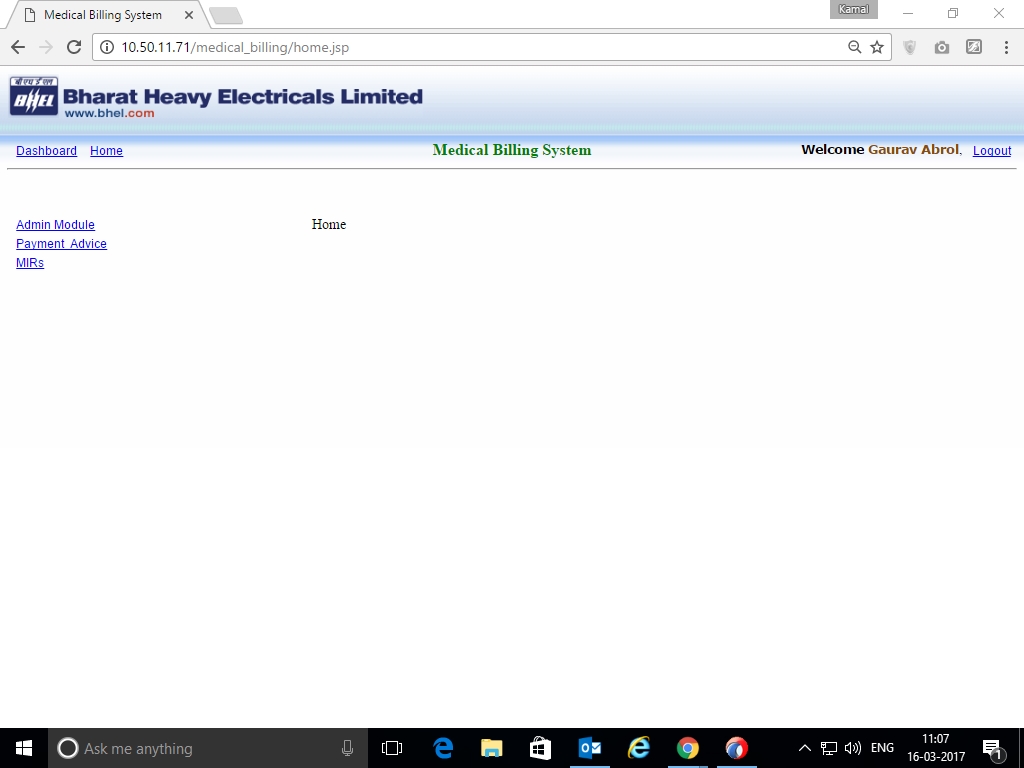 Medical Billing System
Kamal
10.50.11.71/medical_billing/home.jsp
बी एच ई एल
BHEL
Bharat Heavy Electricals Limited
www.bhel.com
Dashboard Home Medical Billing System Welcome Gaurav Abrol, Logout
Admin Module
Payment Advice
MIRs
Home
Ask me anything
ENG
11:07
16-03-2017
1